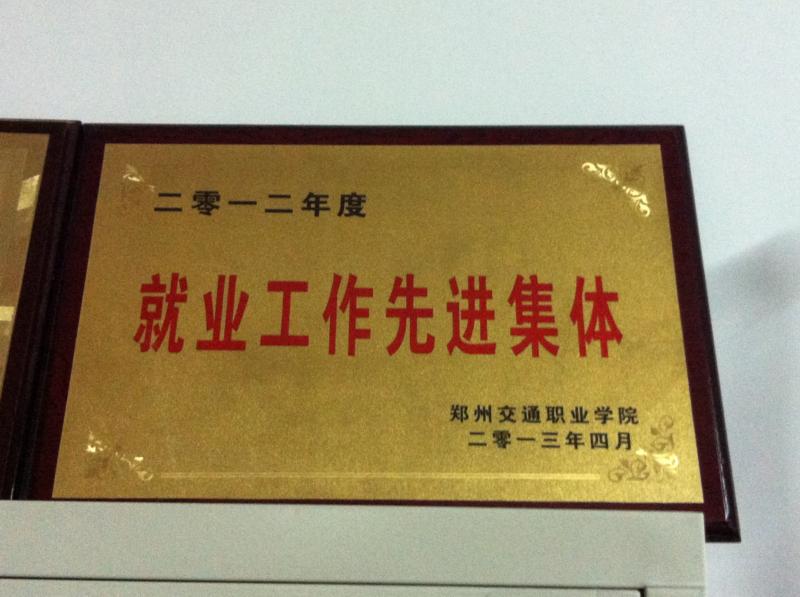 二零一二年度
就业工作先进集体
郑州交通职业学院
二零一三年四月